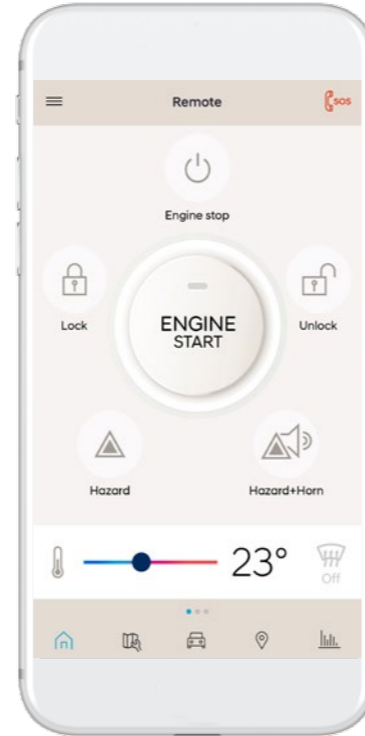 Remote
SOS
Engine stop
Lock
ENGINE
START
Unlock
Hazard
Hazard+Horn
23°
Off